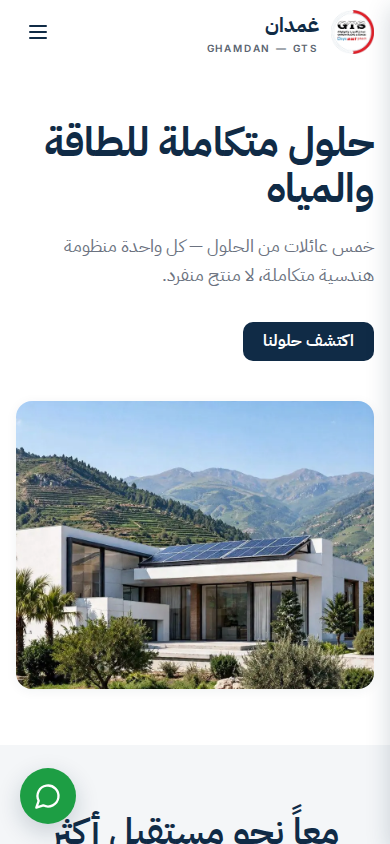 غمدان
GHAMDAN — GTS
GTS
حلول متكاملة للطاقة
والمياه
خمس عائلات من الحلول — كل واحدة منظومة
هندسية متكاملة، لا منتج منفرد.
اكتشف حلولنا
معاً نحو مستقبل أكثر